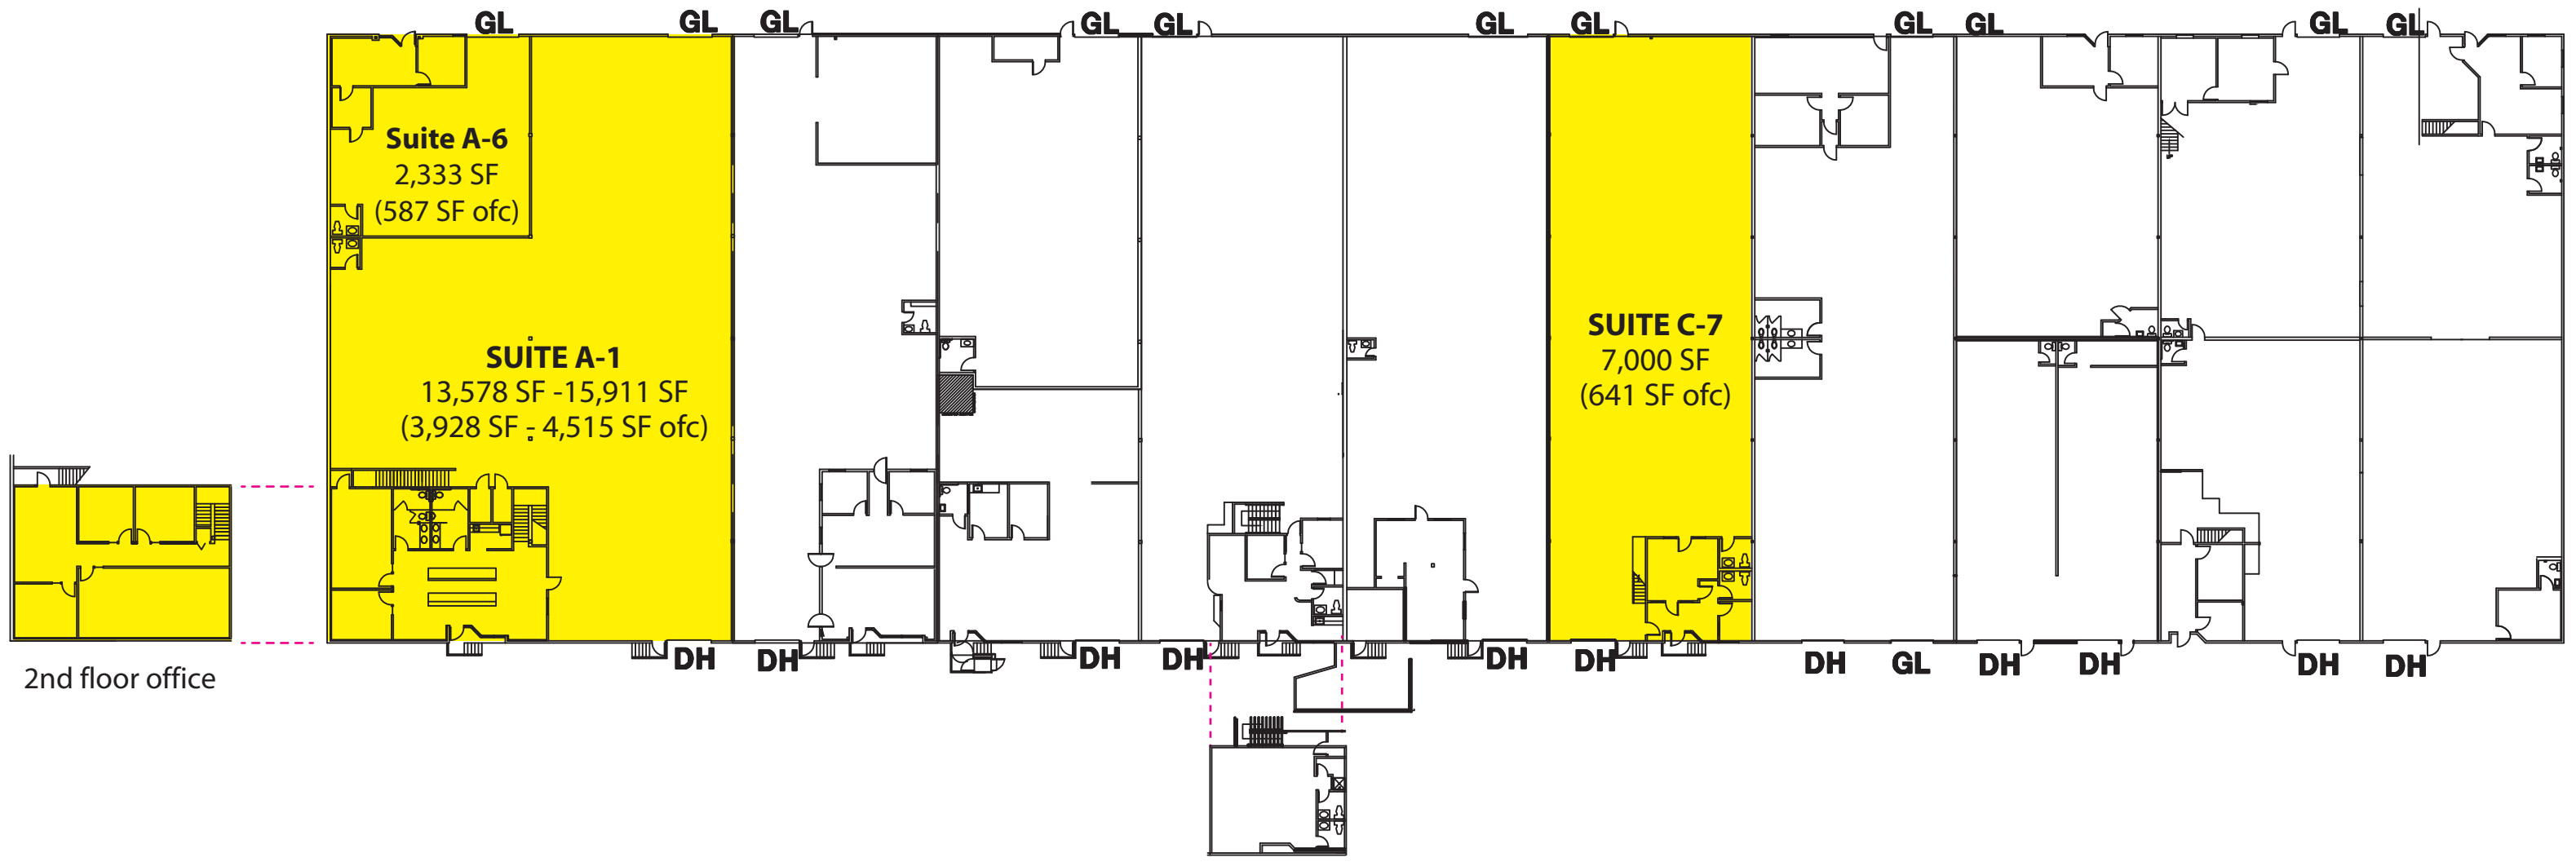 GL GL GL GL GL GL GL GL GL GL GL
Suite A-6
2,333 SF
(587 SF ofc)
SUITE A-1
13,578 SF -15,911 SF
(3,928 SF - 4,515 SF ofc)
SUITE C-7
7,000 SF
(641 SF ofc)
2nd floor office
DH DH DH DH DH DH DH GL DH DH DH DH